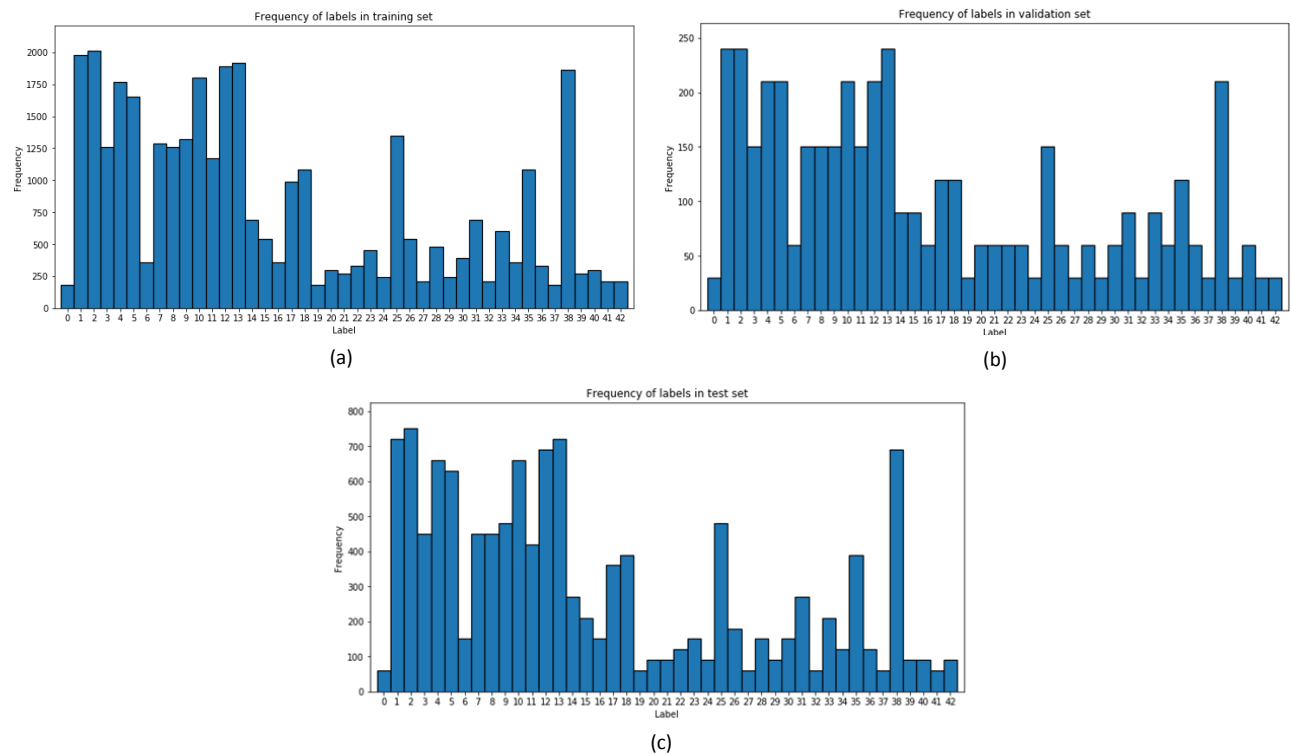 Frequency of labels in training set
2000
1750
1500
1250
1000
750
500
250
0
Frequency
0 1 2 3 4 5 6 7 8 9 10 11 12 13 14 15 16 17 18 19 20 21 22 23 24 25 26 27 28 29 30 31 32 33 34 35 36 37 38 39 40 41 42
Label
(a)
Frequency of labels in validation set
250
200
150
100
50
0
Frequency
0 1 2 3 4 5 6 7 8 9 10 11 12 13 14 15 16 17 18 19 20 21 22 23 24 25 26 27 28 29 30 31 32 33 34 35 36 37 38 39 40 41 42
Label
(b)
Frequency of labels in test set
800
700
600
500
400
300
200
100
0
Frequency
0 1 2 3 4 5 6 7 8 9 10 11 12 13 14 15 16 17 18 19 20 21 22 23 24 25 26 27 28 29 30 31 32 33 34 35 36 37 38 39 40 41 42
Label
(c)